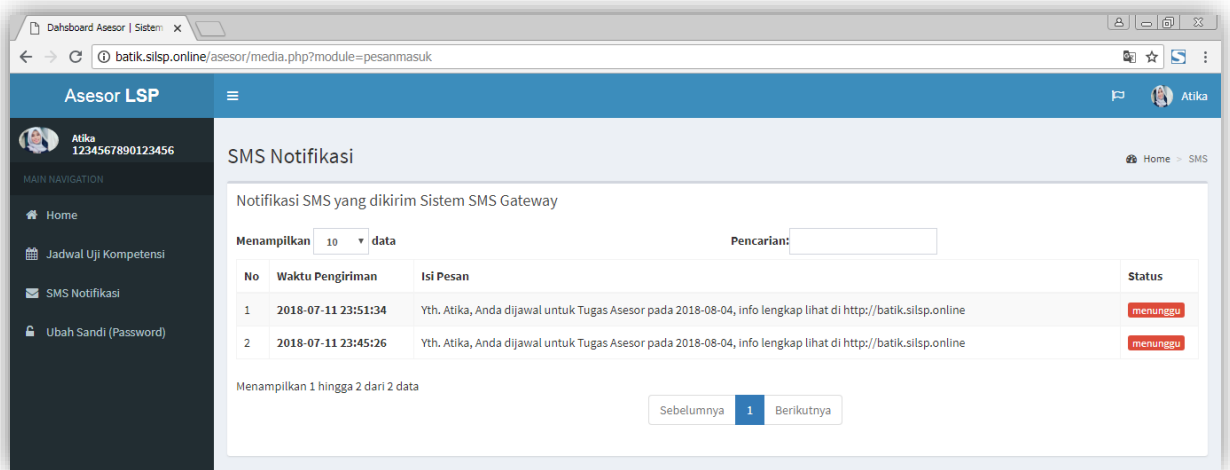 Dahsboard Asesor | Sistem
batik.silsp.online/asesor/media.php?module=pesanmasuk
Asesor LSP
Atika
Atika
1234567890123456
SMS Notifikasi
Home > SMS
MAIN NAVIGATION
Home
Jadwal Uji Kompetensi
SMS Notifikasi
Ubah Sandi (Password)
Notifikasi SMS yang dikirim Sistem SMS Gateway
Menampilkan 10 data
Pencarian:
No Waktu Pengiriman Isi Pesan Status
1 2018-07-11 23:51:34 Yth. Atika, Anda dijawal untuk Tugas Asesor pada 2018-08-04, info lengkap lihat di http://batik.silsp.online menunggu
2 2018-07-11 23:45:26 Yth. Atika, Anda dijawal untuk Tugas Asesor pada 2018-08-04, info lengkap lihat di http://batik.silsp.online menunggu
Menampilkan 1 hingga 2 dari 2 data
Sebelumnya 1 Berikutnya